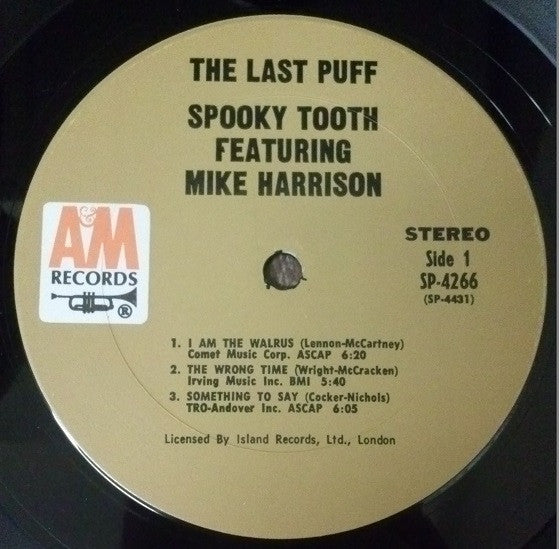 THE LAST PUFF
SPOOKY TOOTH
FEATURING
MIKE HARRISON
A&M
RECORDS
®
STEREO
Side 1
SP-4266
(SP-4431)
1. I AM THE WALRUS (Lennon-McCartney)
Comet Music Corp. ASCAP 6:20
2. THE WRONG TIME (Wright-McCracken)
Irving Music Inc. BMI 5:40
3. SOMETHING TO SAY (Cocker-Nichols)
TRO-Andover Inc. ASCAP 6:05
Licensed By Island Records, Ltd., London